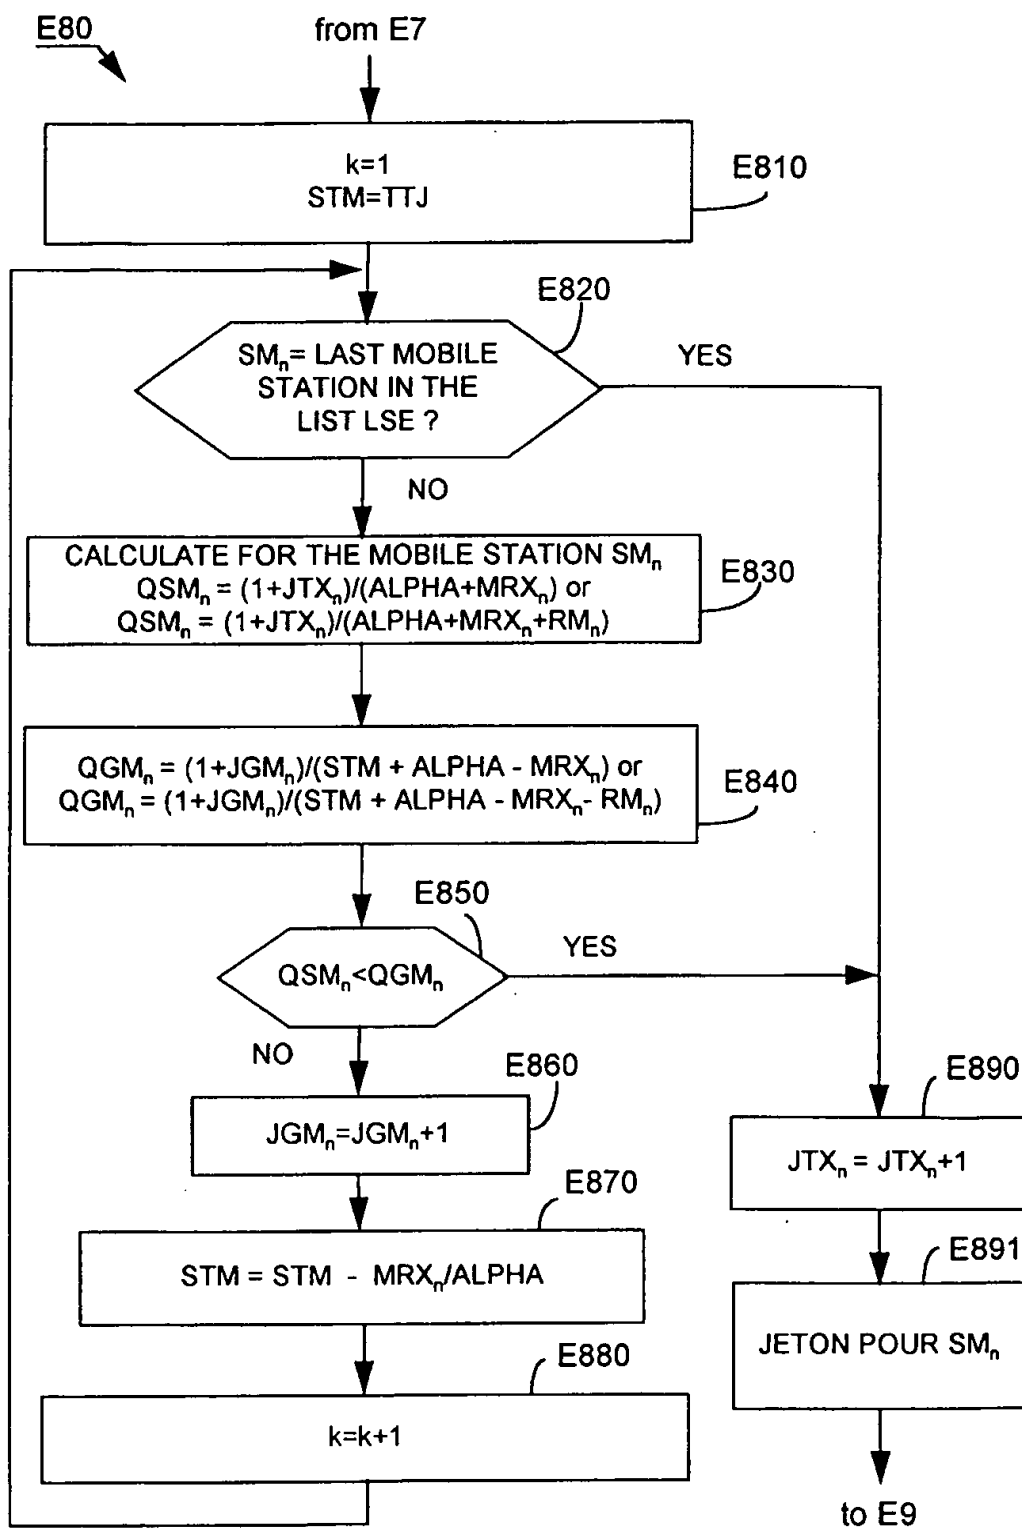 E80
from E7
k=1
STM=TTJ
E810
E820
SMn= LAST MOBILE
STATION IN THE
LIST LSE ?
YES
NO
CALCULATE FOR THE MOBILE STATION SMn
QSMn = (1+JTXn)/(ALPHA+MRXn) or
QSMn = (1+JTXn)/(ALPHA+MRXn+RMn)
E830
QGMn = (1+JGMn)/(STM + ALPHA - MRXn) or
QGMn = (1+JGMn)/(STM + ALPHA - MRXn- RMn)
E840
E850
QSMn<QGMn
YES
NO
E860
JGMn=JGMn+1
E890
JTXn = JTXn+1
E870
STM = STM - MRXn/ALPHA
E891
JETON POUR SMn
E880
k=k+1
to E9